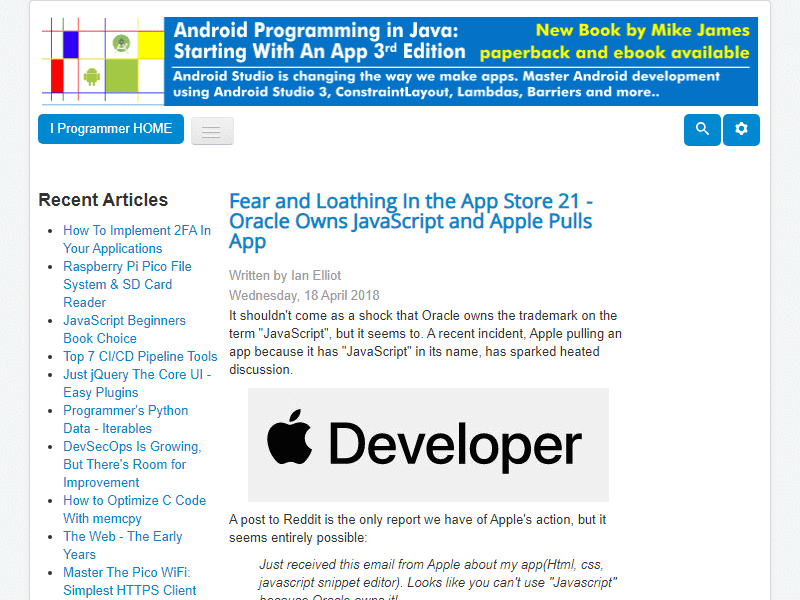 Android Programming in Java:
Starting With An App 3rd Edition
New Book by Mike James
paperback and ebook available
Android Studio is changing the way we make apps. Master Android development
using Android Studio 3, ConstraintLayout, Lambdas, Barriers and more..
I Programmer HOME
Recent Articles
How To Implement 2FA In
Your Applications
Raspberry Pi Pico File
System & SD Card
Reader
JavaScript Beginners
Book Choice
Top 7 CI/CD Pipeline Tools
Just jQuery The Core UI -
Easy Plugins
Programmer's Python
Data - Iterables
DevSecOps Is Growing,
But There's Room for
Improvement
How to Optimize C Code
With memcpy
The Web - The Early
Years
Master The Pico WiFi:
Simplest HTTPS Client
Fear and Loathing In the App Store 21 -
Oracle Owns JavaScript and Apple Pulls
App
Written by Ian Elliot
Wednesday, 18 April 2018
It shouldn't come as a shock that Oracle owns the trademark on the
term "JavaScript", but it seems to. A recent incident, Apple pulling an
app because it has "JavaScript" in its name, has sparked heated
discussion.
Developer
A post to Reddit is the only report we have of Apple's action, but it
seems entirely possible:
Just received this email from Apple about my app(Html, css,
javascript snippet editor). Looks like you can't use "Javascript"
because Oracle owns it!